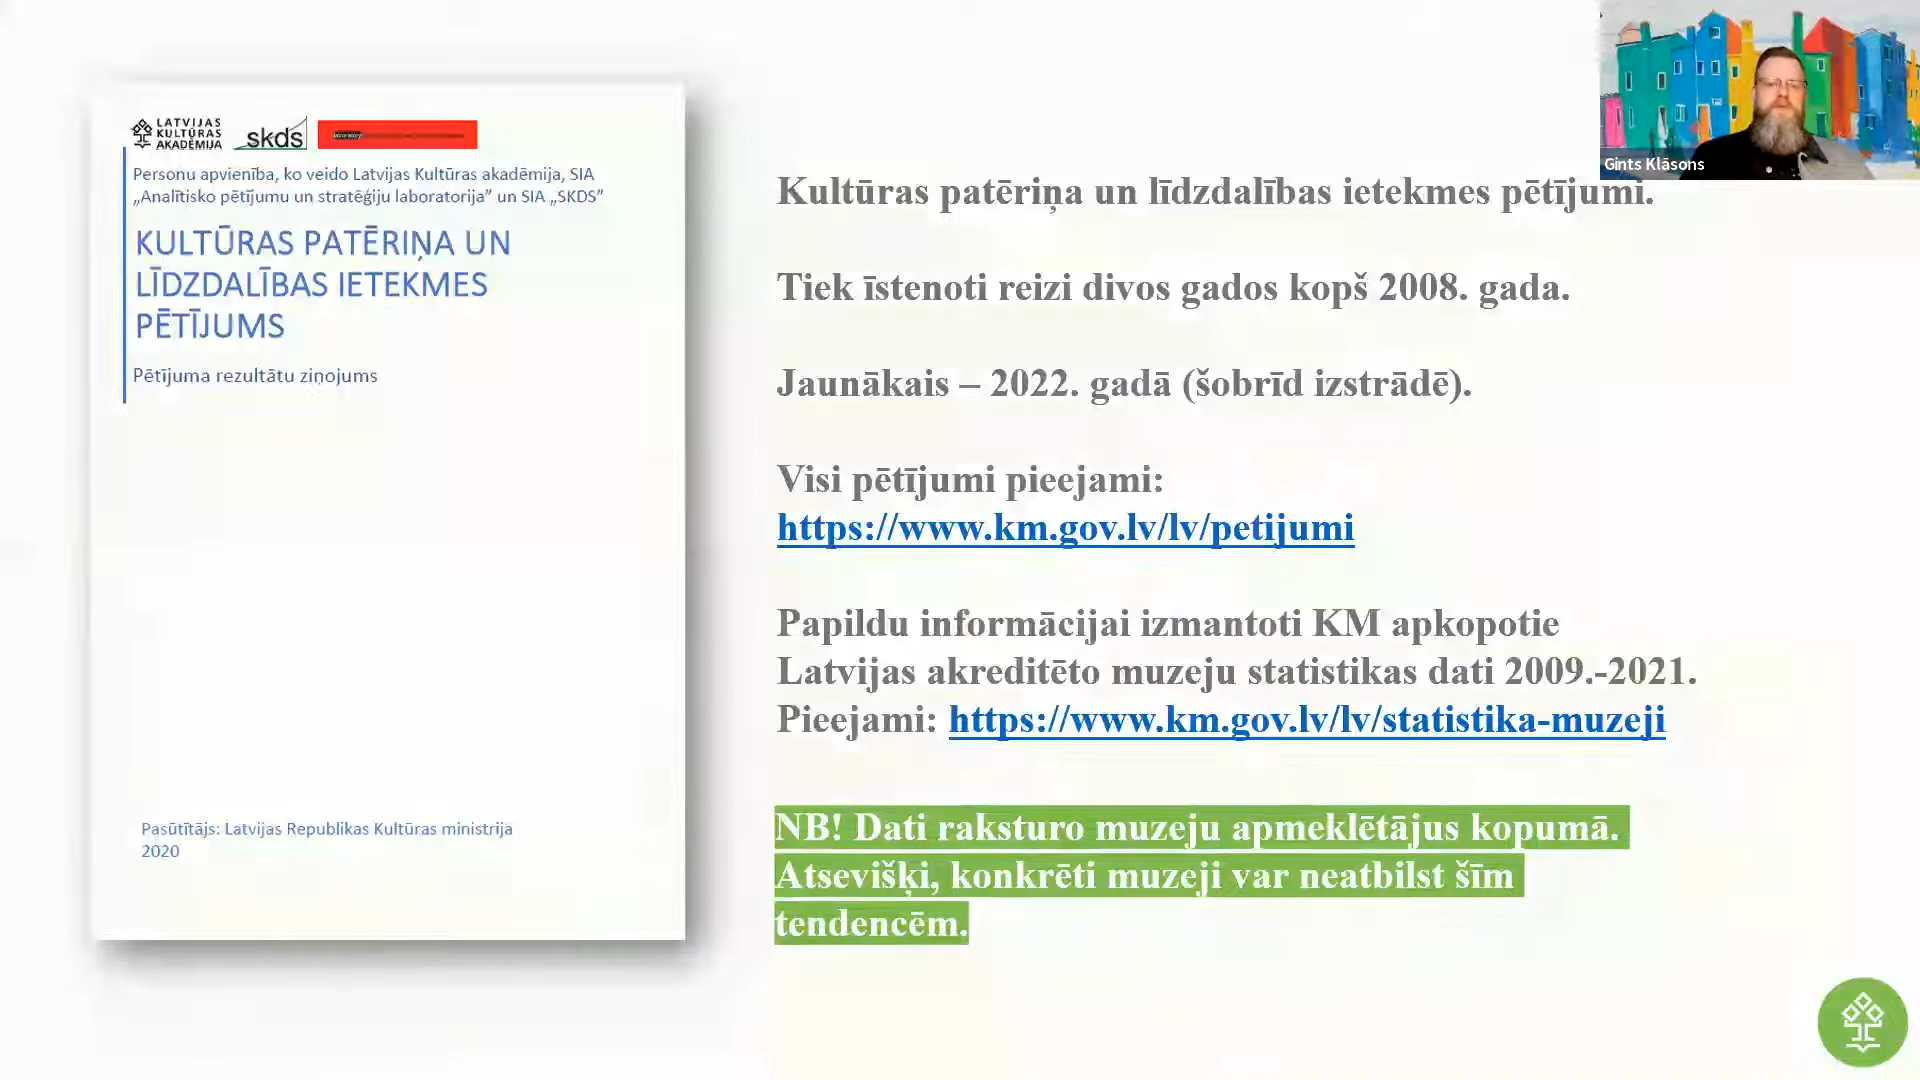 LATVIJAS
KULTŪRAS
AKADĒMIJA
skds
laboratory
Personu apvienība, ko veido Latvijas Kultūras akadēmija, SIA
„Analītisko pētījumu un stratēģiju laboratorija” un SIA „SKDS”
KULTŪRAS PATĒRIŅA UN
LĪDZDALĪBAS IETEKMES
PĒTĪJUMS
Pētījuma rezultātu ziņojums
Pasūtītājs: Latvijas Republikas Kultūras ministrija
2020
Gints Klāsons
Kultūras patēriņa un līdzdalības ietekmes pētījumi.
Tiek īstenoti reizi divos gados kopš 2008. gada.
Jaunākais – 2022. gadā (šobrīd izstrādē).
Visi pētījumi pieejami:
https://www.km.gov.lv/lv/petijumi
Papildu informācijai izmantoti KM apkopotie
Latvijas akreditēto muzeju statistikas dati 2009.-2021.
Pieejami: https://www.km.gov.lv/lv/statistika-muzeji
NB! Dati raksturo muzeju apmeklētājus kopumā.
Atsevišķi, konkrēti muzeji var neatbilst šīm
tendencēm.